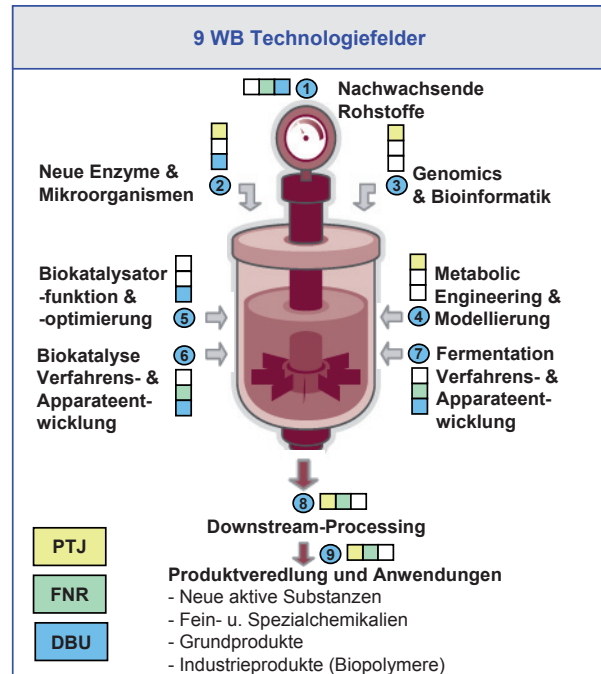 9 WB Technologiefelder
1
Nachwachsende
Rohstoffe
Neue Enzyme &
Mikroorganismen
2
3
Genomics
& Bioinformatik
Biokatalysator
-funktion &
-optimierung
5
Metabolic
Engineering &
Modellierung
4
Biokatalyse
6
Verfahrens- &
Apparateent-
wicklung
7
Fermentation
Verfahrens- &
Apparateent-
wicklung
8
Downstream-Processing
9
Produktveredlung und Anwendungen
- Neue aktive Substanzen
- Fein- u. Spezialchemikalien
- Grundprodukte
- Industrieprodukte (Biopolymere)
PTJ
FNR
DBU